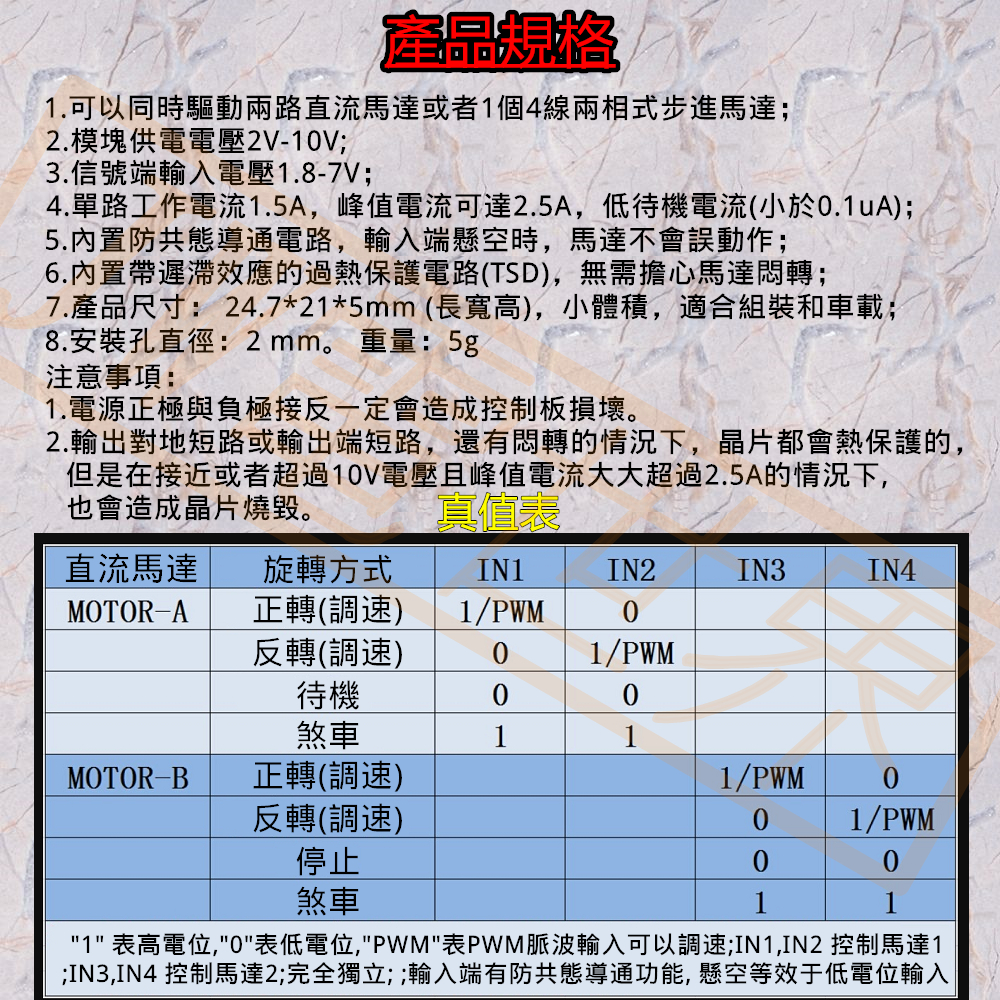 產品規格
1.可以同時驅動兩路直流馬達或者1個4線兩相式步進馬達；
2.模塊供電電壓2V-10V;
3.信號端輸入電壓1.8-7V；
4.單路工作電流1.5A，峰值電流可達2.5A，低待機電流(小於0.1uA)；
5.內置防共態導通電路，輸入端懸空時，馬達不會誤動作；
6.內置帶遲滯效應的過熱保護電路(TSD)，無需擔心馬達悶轉；
7.產品尺寸： 24.7*21*5mm (長寬高)，小體積，適合組裝和車載；
8.安裝孔直徑：2 mm。 重量：5g
注意事項：
1.電源正極與負極接反一定會造成控制板損壞。
2.輸出對地短路或輸出端短路，還有悶轉的情況下，晶片都會熱保護的，
但是在接近或者超過10V電壓且峰值電流大大超過2.5A的情況下,
也會造成晶片燒毀。
真值表
直流馬達 旋轉方式 IN1 IN2 IN3 IN4
MOTOR-A 正轉(調速) 1/PWM 0
反轉(調速) 0 1/PWM
待機 0 0
煞車 1 1
MOTOR-B 正轉(調速) 1/PWM 0
反轉(調速) 0 1/PWM
停止 0 0
煞車 1 1
"1" 表高電位,"0"表低電位,"PWM"表PWM脈波輸入可以調速;IN1,IN2 控制馬達1
;IN3,IN4 控制馬達2;完全獨立; ;輸入端有防共態導通功能, 懸空等效于低電位輸入